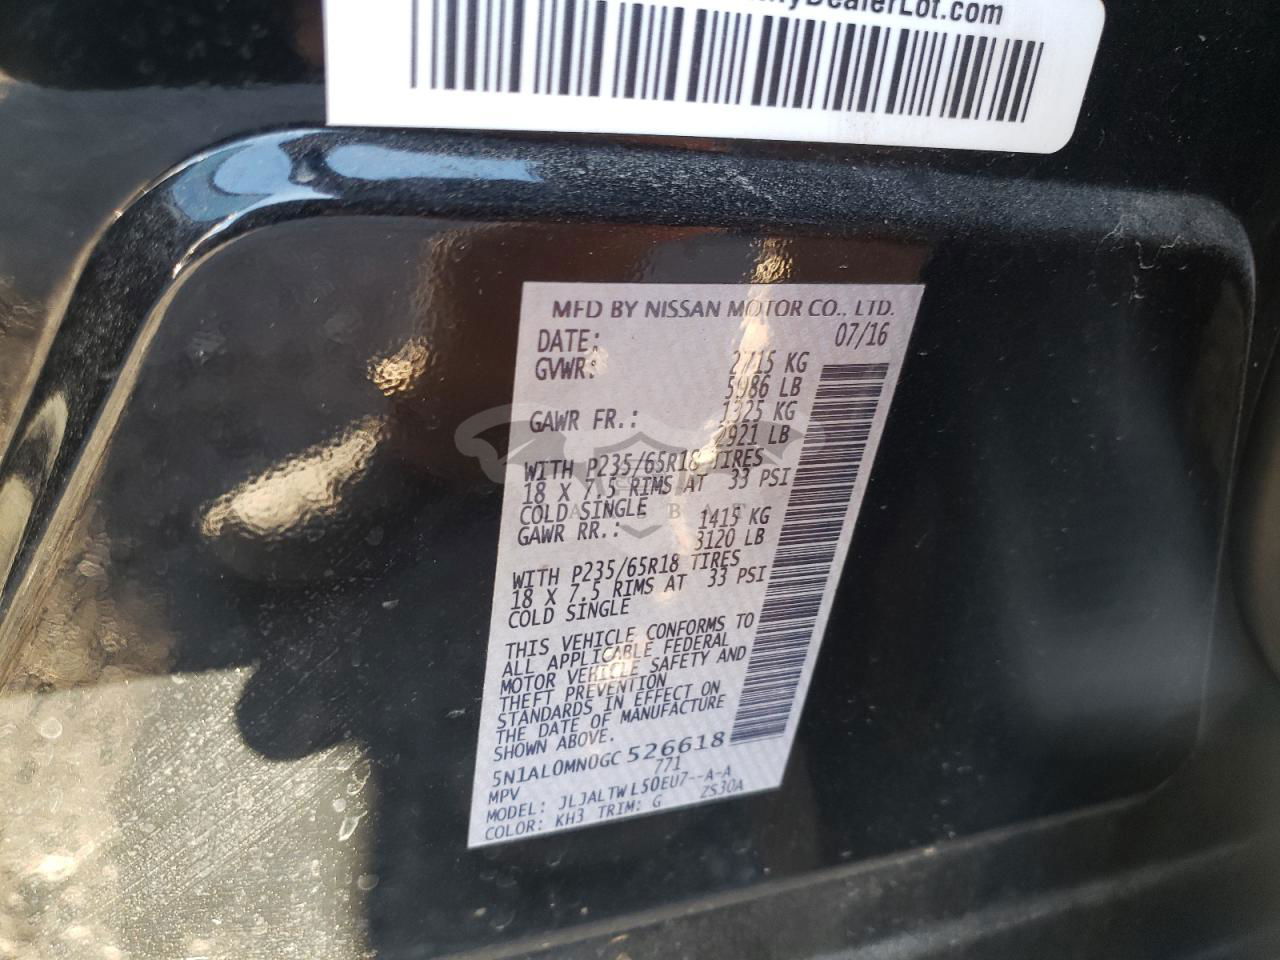 DealerLot.com
MFD BY NISSAN MOTOR CO., LTD.
DATE: 07/16
GVWR: 2715 KG
5986 LB
GAWR FR.: 1325 KG
2921 LB
WITH P235/65R18 TIRES
18 X 7.5 RIMS AT 33 PSI
COLD SINGLE
GAWR RR.: 1415 KG
3120 LB
WITH P235/65R18 TIRES
18 X 7.5 RIMS AT 33 PSI
COLD SINGLE
THIS VEHICLE CONFORMS TO
ALL APPLICABLE FEDERAL
MOTOR VEHICLE SAFETY AND
THEFT PREVENTION
STANDARDS IN EFFECT ON
THE DATE OF MANUFACTURE
SHOWN ABOVE.
5N1AL0MN0GC526618
MPV 771
MODEL: JLJALTWL50EU7--A-A
COLOR: KH3 TRIM: G ZS30A